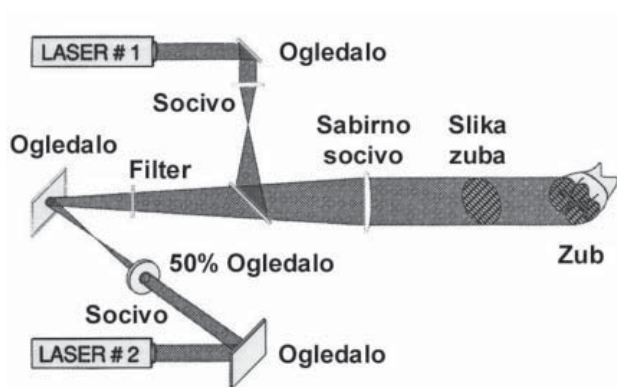 LASER # 1
Ogledalo
Socivo
Sabirno
socivo
Slika
zuba
Ogledalo
Filter
50% Ogledalo
Zub
Socivo
LASER # 2
Ogledalo